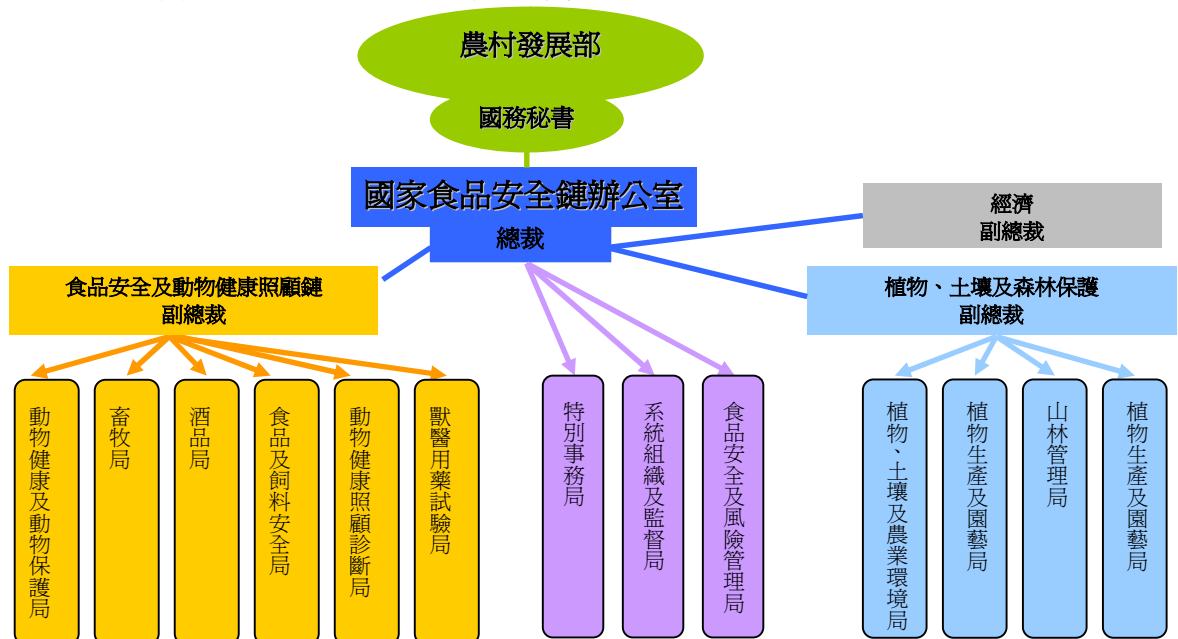 農村發展部
國務秘書
國家食品安全鏈辦公室
總裁
經濟
副總裁
食品安全及動物健康照顧鏈
副總裁
植物、土壤及森林保護
副總裁
動物健康及動物保護局
畜牧局
酒品局
食品及飼料安全局
動物健康照顧診斷局
獸醫用藥試驗局
特別事務局
系統組織及監督局
食品安全及風險管理局
植物、土壤及農業環境局
植物生產及園藝局
山林管理局
植物生產及園藝局